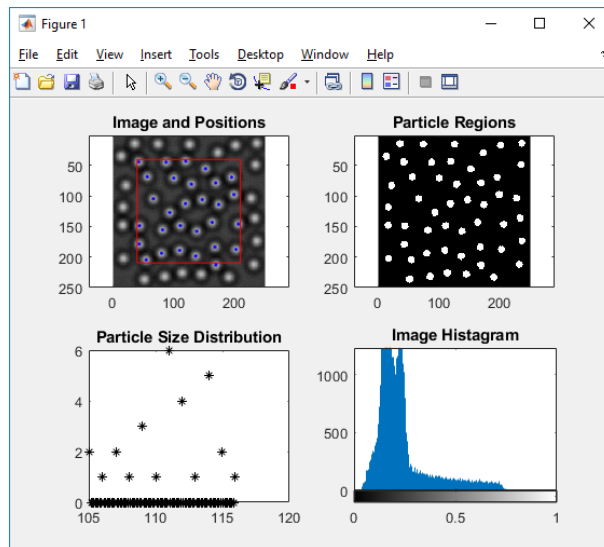 Figure 1
File Edit View Insert Tools Desktop Window Help
Image and Positions
50
100
150
200
250
0 100 200
Particle Regions
50
100
150
200
250
0 100 200
Particle Size Distribution
6
4
2
0
105 110 115 120
Image Histagram
1000
500
0
0 0.5 1